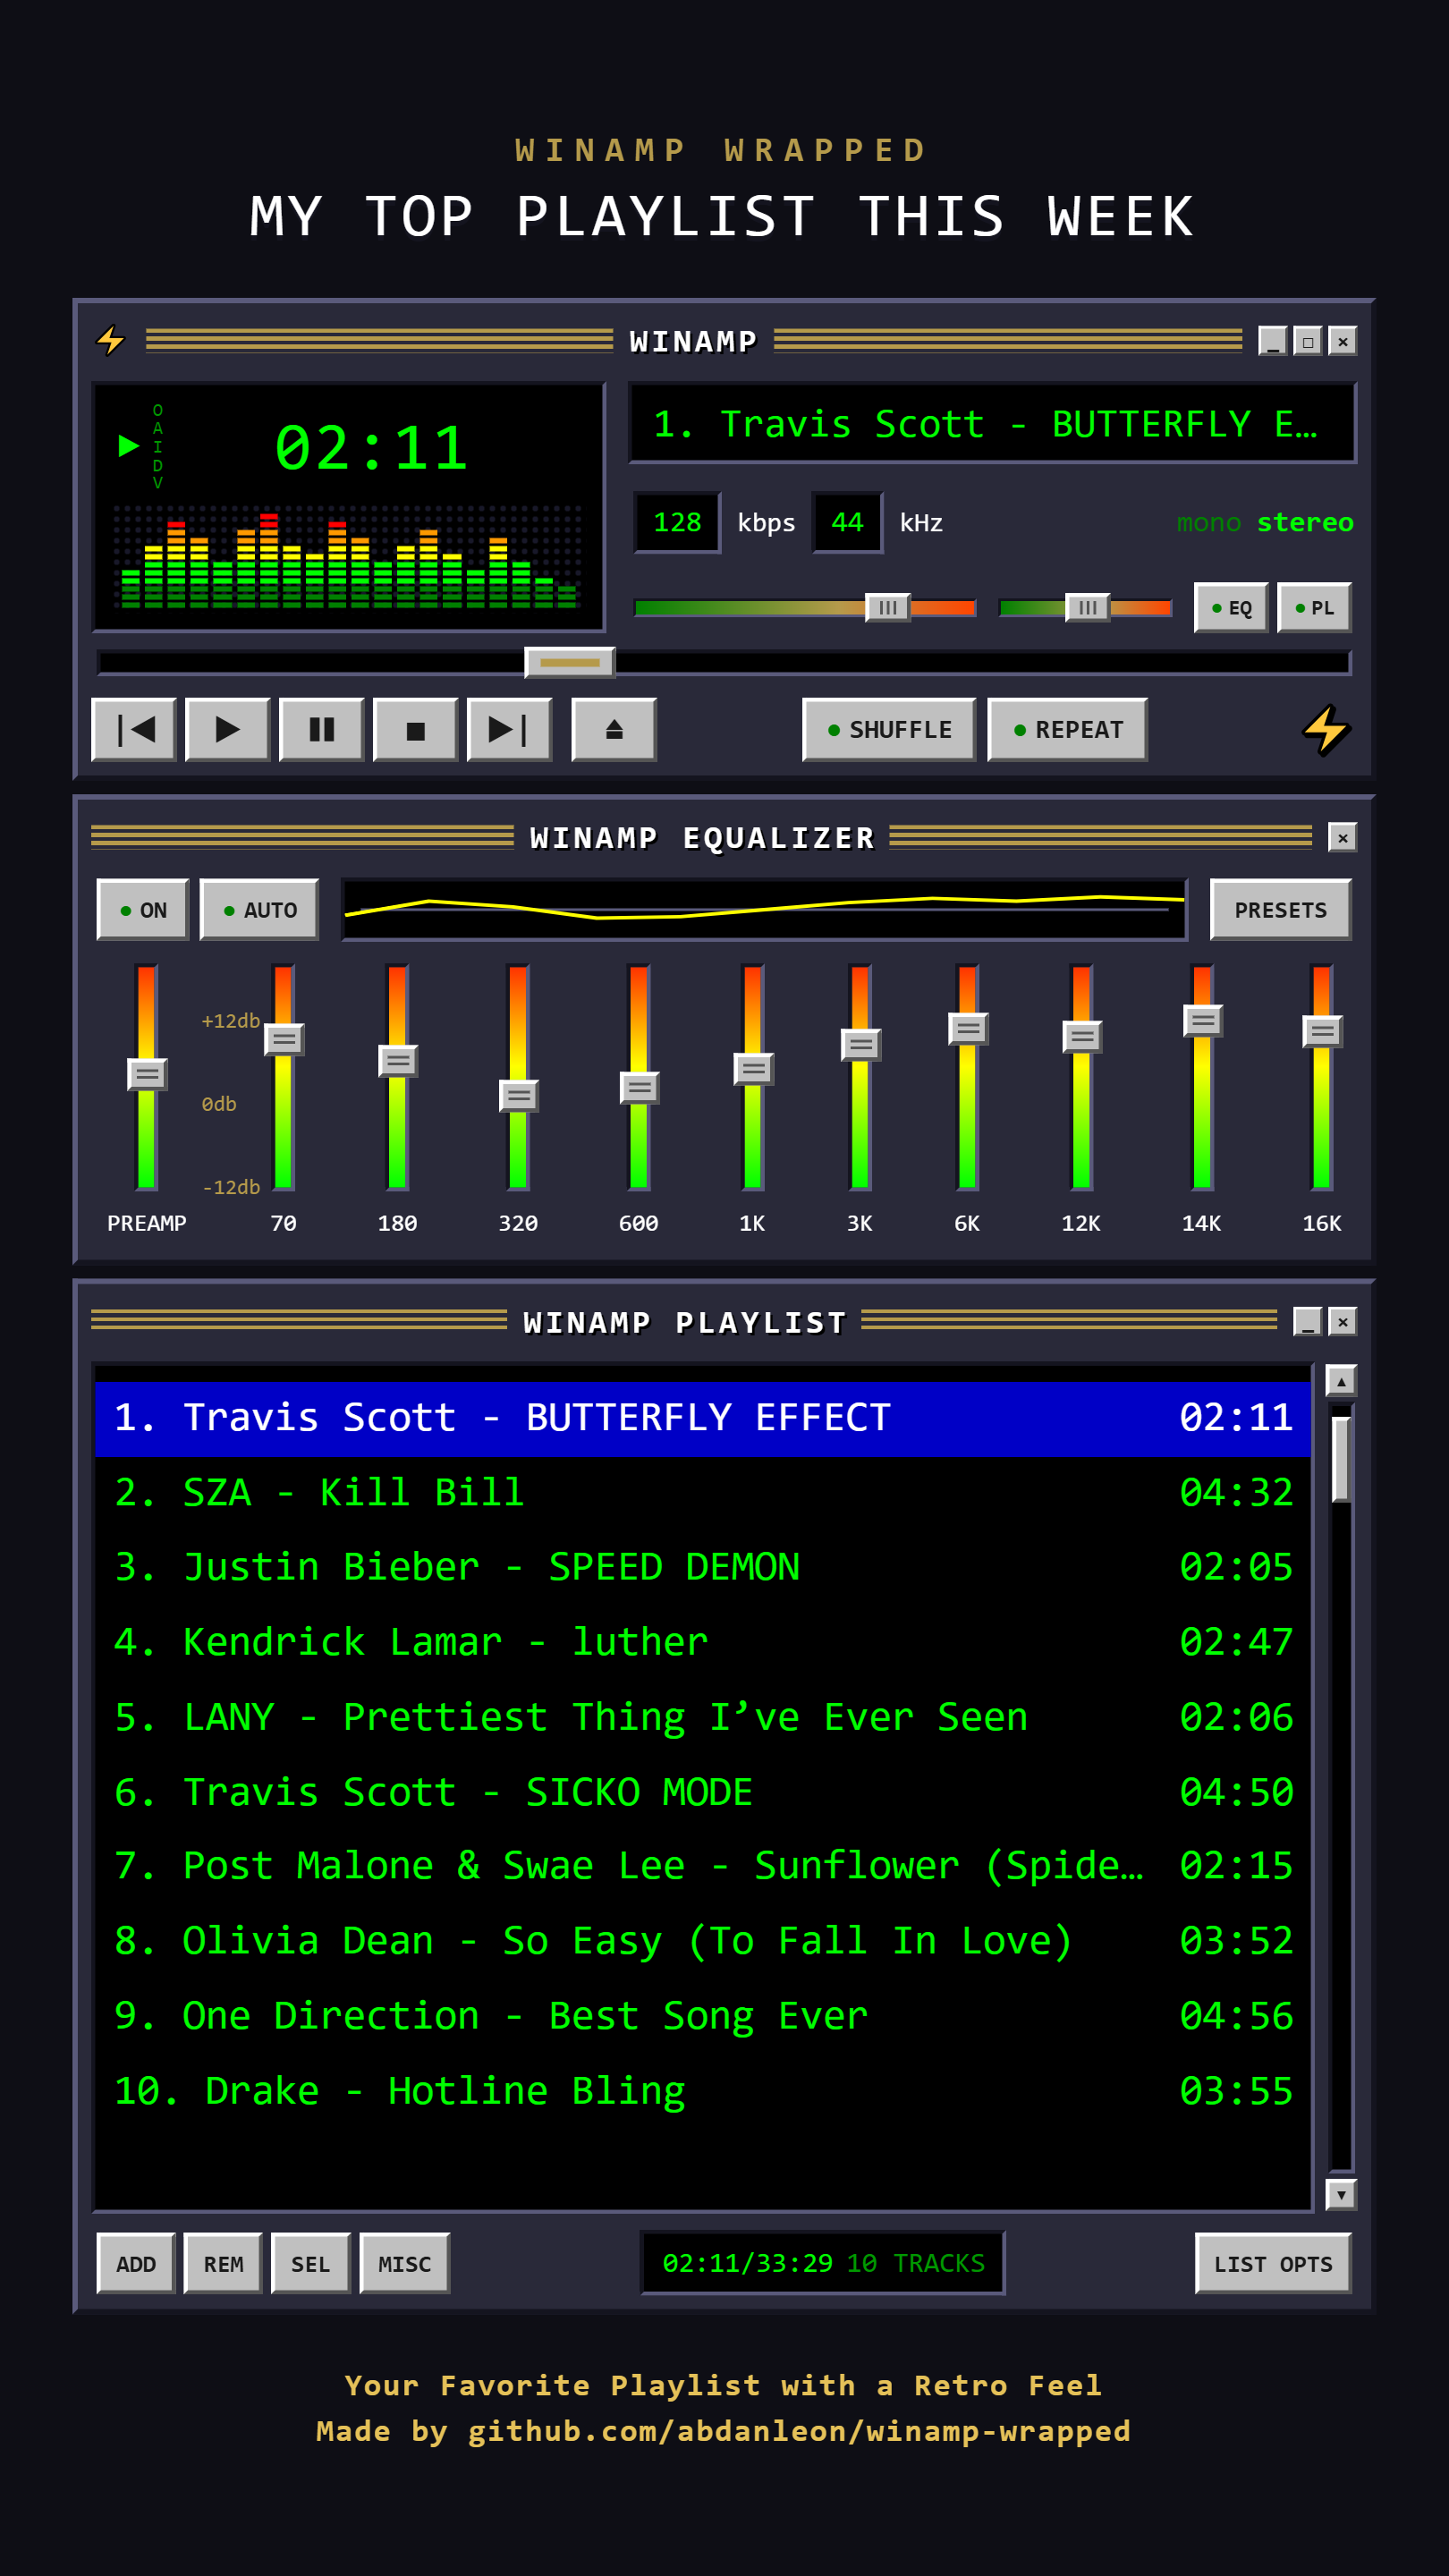 WINAMP WRAPPED
MY TOP PLAYLIST THIS WEEK
WINAMP
O
A
I
D
V
02:11
1. Travis Scott - BUTTERFLY E…
128 kbps 44 kHz mono stereo
EQ PL
SHUFFLE REPEAT
WINAMP EQUALIZER
ON AUTO PRESETS
+12db
0db
-12db
PREAMP 70 180 320 600 1K 3K 6K 12K 14K 16K
WINAMP PLAYLIST
1. Travis Scott - BUTTERFLY EFFECT 02:11
2. SZA - Kill Bill 04:32
3. Justin Bieber - SPEED DEMON 02:05
4. Kendrick Lamar - luther 02:47
5. LANY - Prettiest Thing I’ve Ever Seen 02:06
6. Travis Scott - SICKO MODE 04:50
7. Post Malone & Swae Lee - Sunflower (Spide… 02:15
8. Olivia Dean - So Easy (To Fall In Love) 03:52
9. One Direction - Best Song Ever 04:56
10. Drake - Hotline Bling 03:55
ADD REM SEL MISC 02:11/33:29 10 TRACKS LIST OPTS
Your Favorite Playlist with a Retro Feel
Made by github.com/abdanleon/winamp-wrapped